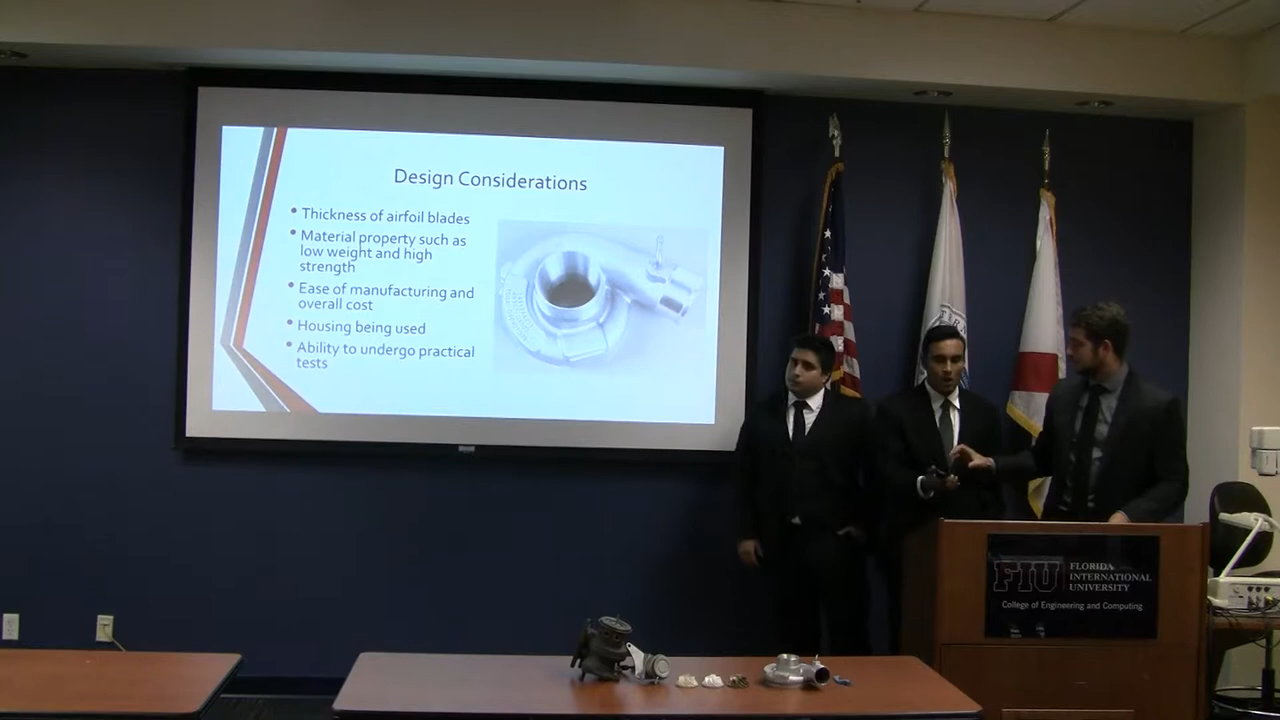 Design Considerations
• Thickness of airfoil blades
• Material property such as
low weight and high
strength
• Ease of manufacturing and
overall cost
• Housing being used
• Ability to undergo practical
tests
FIU
FLORIDA
INTERNATIONAL
UNIVERSITY
College of Engineering and Computing